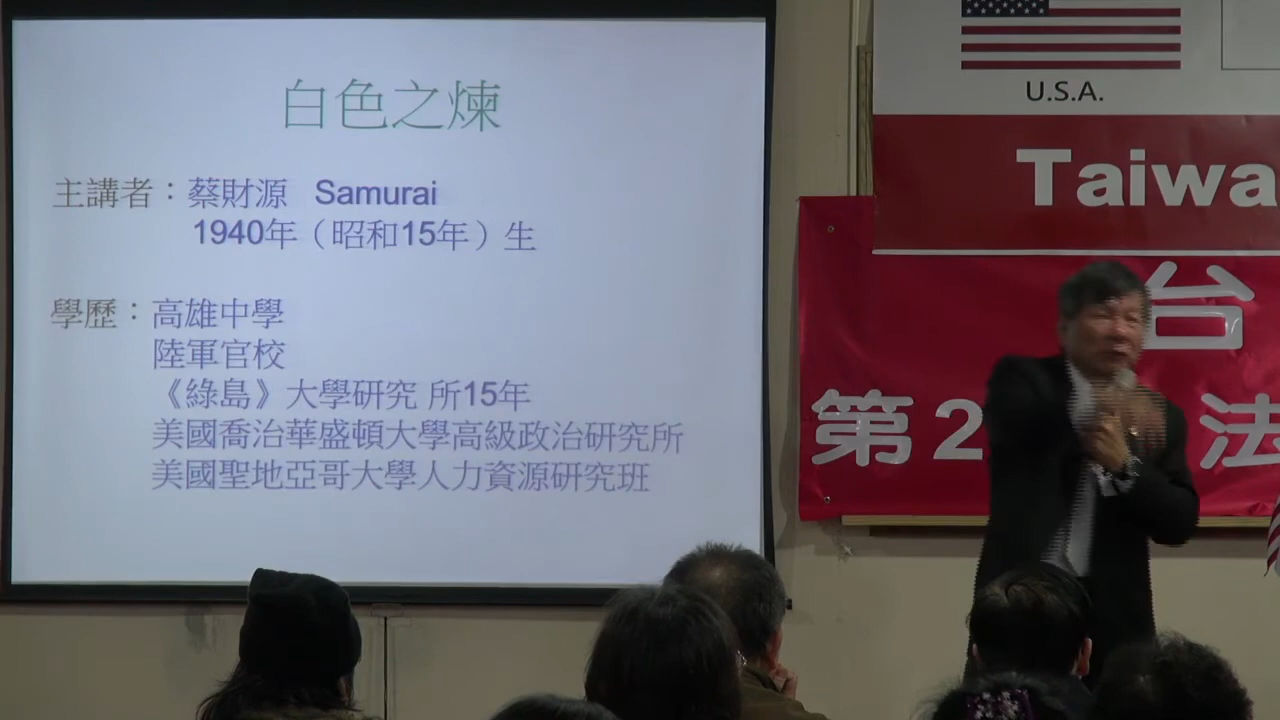 白色之煉
主講者：蔡財源 Samurai
1940年（昭和15年）生
學歷：高雄中學
陸軍官校
《綠島》大學研究 所15年
美國喬治華盛頓大學高級政治研究所
美國聖地亞哥大學人力資源研究班
U.S.A.
Taiwa
台
第2
法